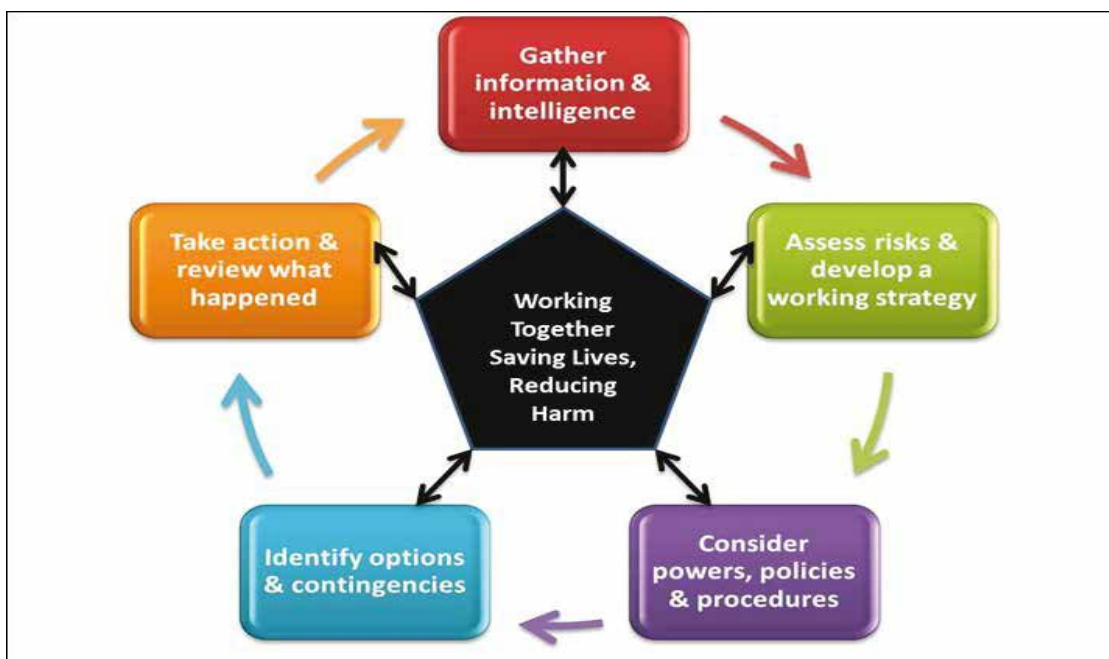 Gather
information &
intelligence
Assess risks &
develop a
working strategy
Consider
powers, policies
& procedures
Identify options
& contingencies
Take action &
review what
happened
Working
Together
Saving Lives,
Reducing
Harm